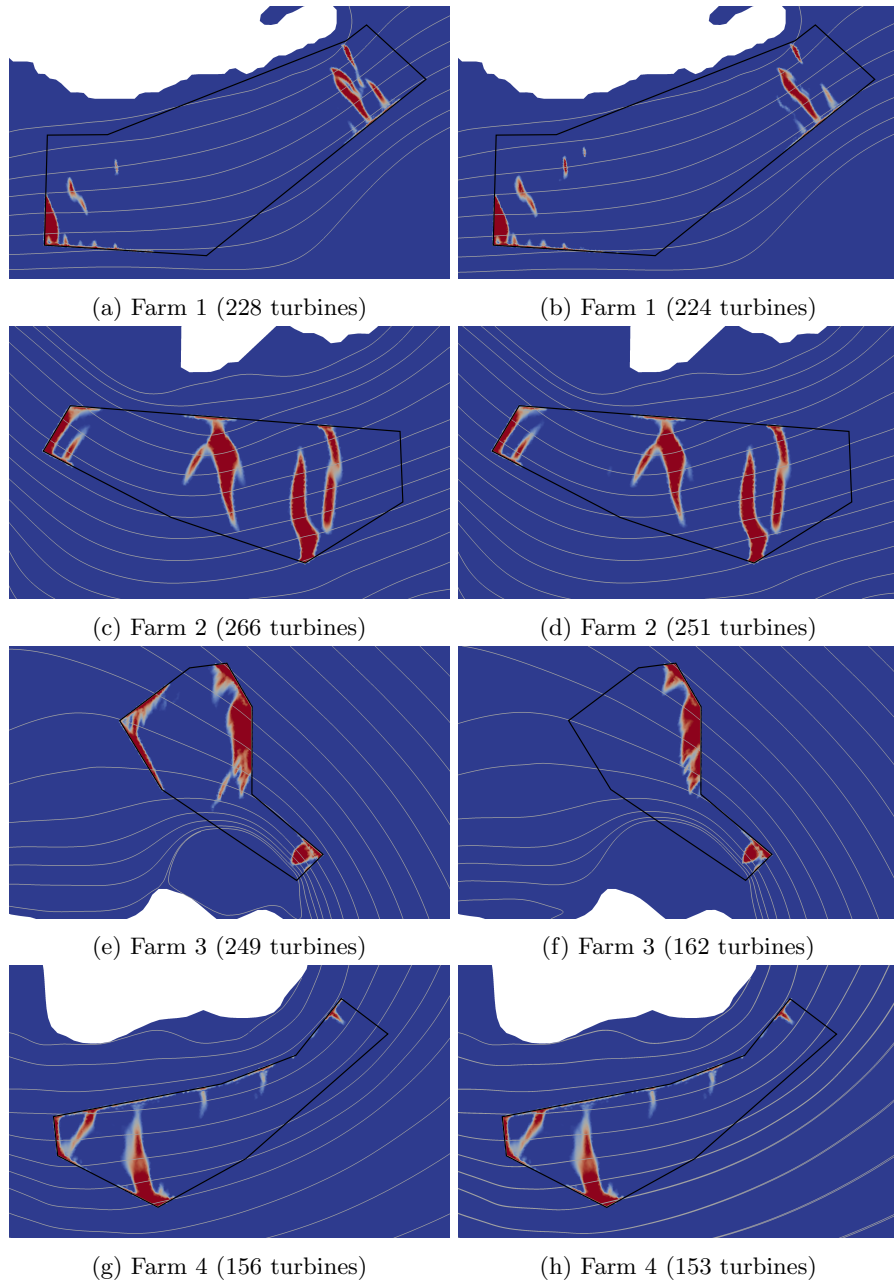 (a) Farm 1 (228 turbines)
(b) Farm 1 (224 turbines)
(c) Farm 2 (266 turbines)
(d) Farm 2 (251 turbines)
(e) Farm 3 (249 turbines)
(f) Farm 3 (162 turbines)
(g) Farm 4 (156 turbines)
(h) Farm 4 (153 turbines)